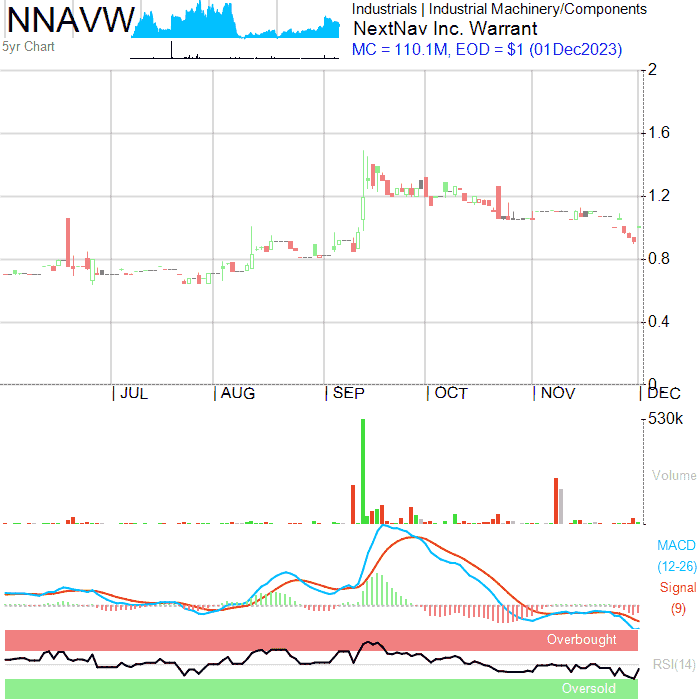 NNAVW
5yr Chart
Industrials | Industrial Machinery/Components
NextNav Inc. Warrant
MC = 110.1M, EOD = $1 (01Dec2023)
2
1.6
1.2
0.8
0.4
0
| JUL | AUG | SEP | OCT | NOV | DEC
530k
Volume
MACD
(12-26)
Signal
(9)
Overbought
RSI(14)
Oversold